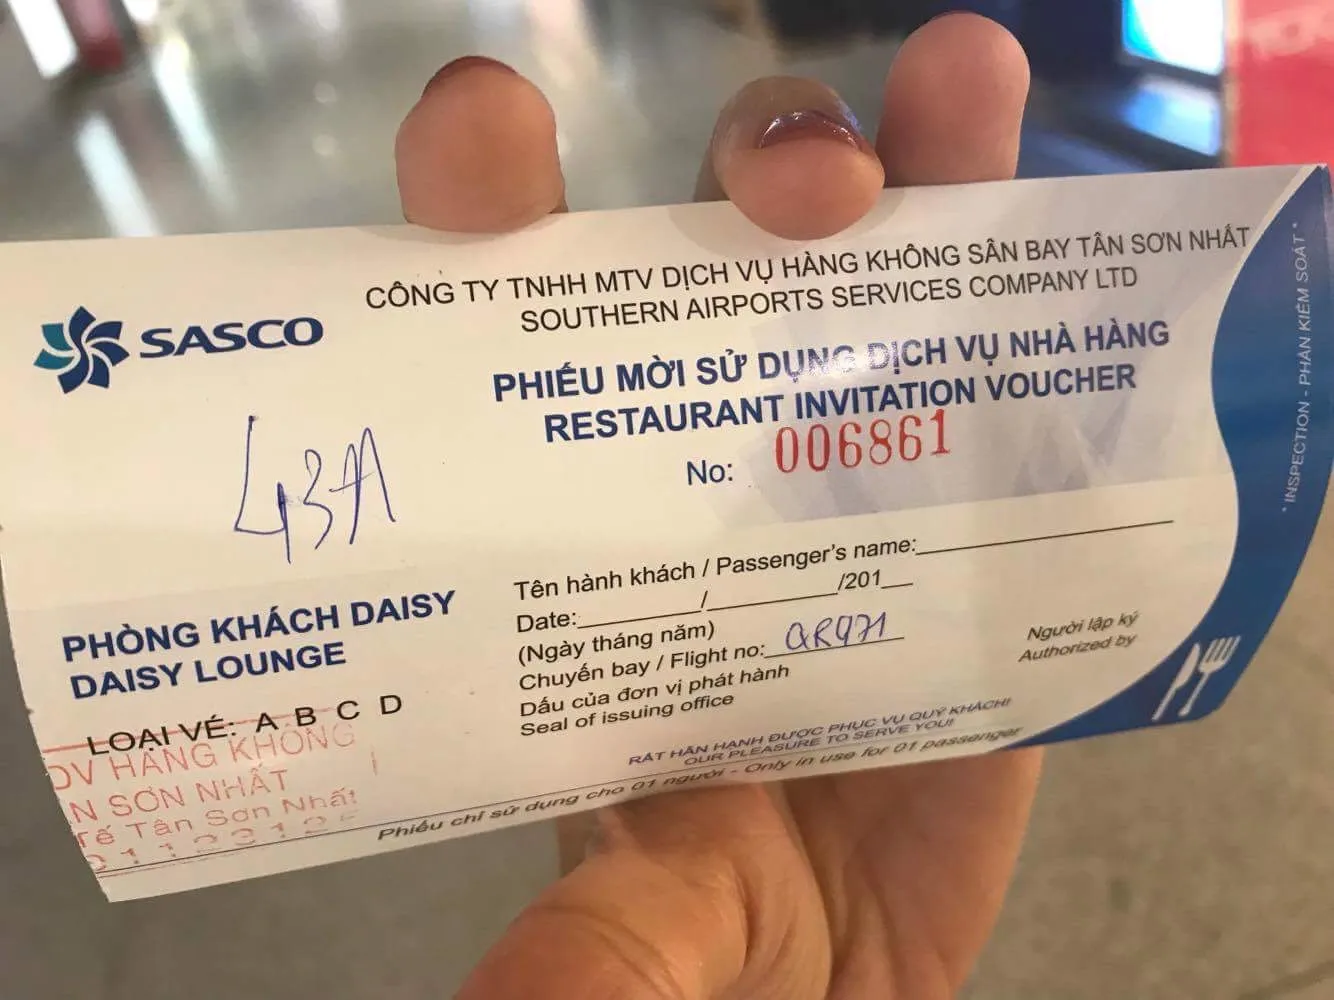 SASCO
CÔNG TY TNHH MTV DỊCH VỤ HÀNG KHÔNG SÂN BAY TÂN SƠN NHẤT
SOUTHERN AIRPORTS SERVICES COMPANY LTD
PHIẾU MỜI SỬ DỤNG DỊCH VỤ NHÀ HÀNG
RESTAURANT INVITATION VOUCHER
No: 006861
43A
PHÒNG KHÁCH DAISY
DAISY LOUNGE
LOẠI VÉ: A B C D
DV HÀNG KHÔNG
N SƠN NHẤT
Tế Tân Sơn Nhất
Tên hành khách / Passenger's name:
Date: / /201
(Ngày tháng năm)
Chuyến bay / Flight no: QR971
Dấu của đơn vị phát hành
Seal of issuing office
Người lập ký
Authorized by
RẤT HÂN HẠNH ĐƯỢC PHỤC VỤ QUÝ KHÁCH!
OUR PLEASURE TO SERVE YOU!
Phiếu chỉ sử dụng cho 01 người - Only in use for 01 passenger
* INSPECTION - PHẦN KIỂM SOÁT *